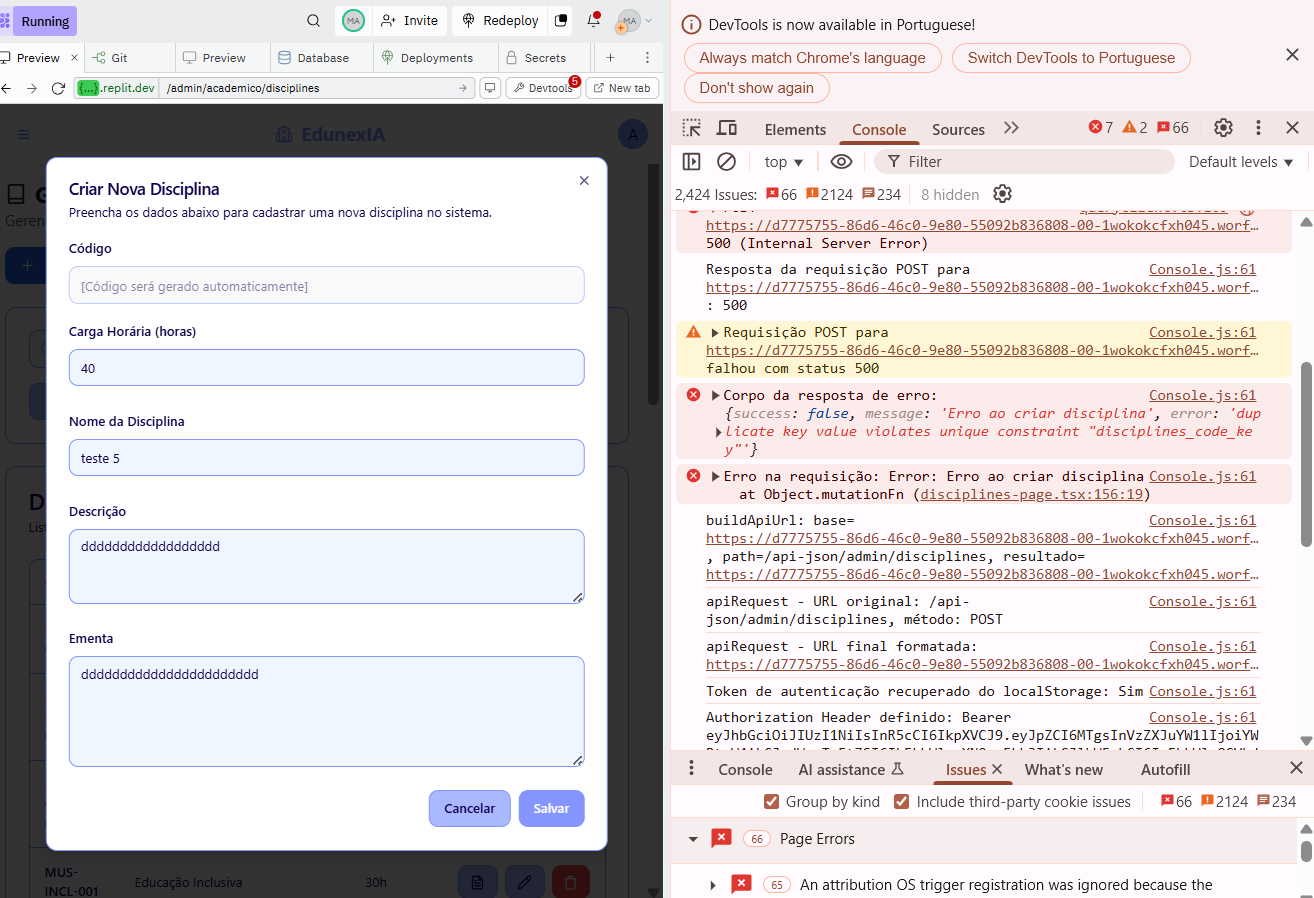 Running
MA
Invite
Redeploy
MA
Preview
Git
Preview
Database
Deployments
Secrets
{...}.replit.dev /admin/academico/disciplines
Devtools
5
New tab
EdunexIA
A
G
Geren
Criar Nova Disciplina
Preencha os dados abaixo para cadastrar uma nova disciplina no sistema.
Código
[Código será gerado automaticamente]
Carga Horária (horas)
40
Nome da Disciplina
teste 5
Descrição
dddddddddddddddddd
Ementa
ddddddddddddddddddddddd
Cancelar
Salvar
D
List
MUS-
INCL-001
Educação Inclusiva
30h
DevTools is now available in Portuguese!
Always match Chrome's language
Switch DevTools to Portuguese
Don't show again
Elements
Console
Sources
7
2
66
top
Filter
Default levels
2,424 Issues: 66 2124 234
8 hidden
https://d7775755-86d6-46c0-9e80-55092b836808-00-1wokokcfxh045.worf…
500 (Internal Server Error)
Resposta da requisição POST para Console.js:61
https://d7775755-86d6-46c0-9e80-55092b836808-00-1wokokcfxh045.worf…
: 500
Requisição POST para Console.js:61
https://d7775755-86d6-46c0-9e80-55092b836808-00-1wokokcfxh045.worf…
falhou com status 500
Corpo da resposta de erro: Console.js:61
{success: false, message: 'Erro ao criar disciplina', error: 'dup
licate key value violates unique constraint "disciplines_code_ke
y"'}
Erro na requisição: Error: Erro ao criar disciplina Console.js:61
at Object.mutationFn (disciplines-page.tsx:156:19)
buildApiUrl: base= Console.js:61
https://d7775755-86d6-46c0-9e80-55092b836808-00-1wokokcfxh045.worf…
, path=/api-json/admin/disciplines, resultado=
https://d7775755-86d6-46c0-9e80-55092b836808-00-1wokokcfxh045.worf…
apiRequest - URL original: /api- Console.js:61
json/admin/disciplines, método: POST
apiRequest - URL final formatada: Console.js:61
https://d7775755-86d6-46c0-9e80-55092b836808-00-1wokokcfxh045.worf…
Token de autenticação recuperado do localStorage: Sim Console.js:61
Authorization Header definido: Bearer Console.js:61
eyJhbGciOiJIUzI1NiIsInR5cCI6IkpXVCJ9.eyJpZCI6MTgsInVzZXJuYW1lIjoiYW
Console
AI assistance
Issues
What's new
Autofill
Group by kind
Include third-party cookie issues
66 2124 234
66 Page Errors
65 An attribution OS trigger registration was ignored because the